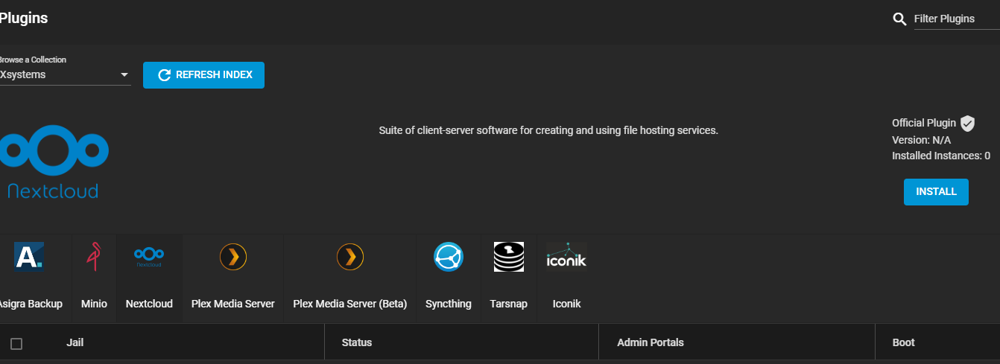 Plugins
Filter Plugins
Browse a Collection
Xsystems
REFRESH INDEX
Suite of client-server software for creating and using file hosting services.
Official Plugin
Version: N/A
Installed Instances: 0
Nextcloud
INSTALL
A.
Nextcloud
iconik
Asigra Backup
Minio
Nextcloud
Plex Media Server
Plex Media Server (Beta)
Syncthing
Tarsnap
Iconik
Jail
Status
Admin Portals
Boot